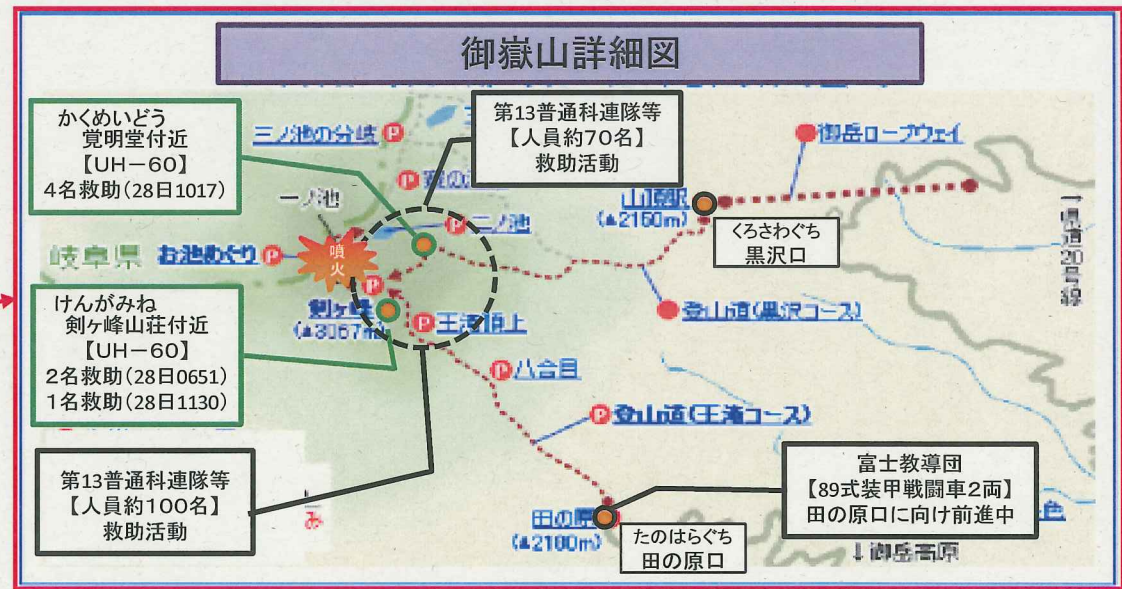 御嶽山詳細図
かくめいどう
覚明堂付近
【UH－60】
4名救助(28日1017)
第13普通科連隊等
【人員約70名】
救助活動
三ノ池の分岐
御岳ロープウェイ
一ノ池
二ノ池
山頂駅
(▲2150m)
くろさわぐち
黒沢口
→県道20号線
岐阜県
お池めぐり
噴火
けんがみね
剣ヶ峰山荘付近
【UH－60】
2名救助(28日0651)
1名救助(28日1130)
剣ヶ峰
(▲3067m)
王滝頂上
登山道(黒沢コース)
八合目
登山道(王滝コース)
第13普通科連隊等
【人員約100名】
救助活動
み
富士教導団
【89式装甲戦闘車2両】
田の原口に向け前進中
色
田の原
(▲2180m)
たのはらぐち
田の原口
↓御岳高原